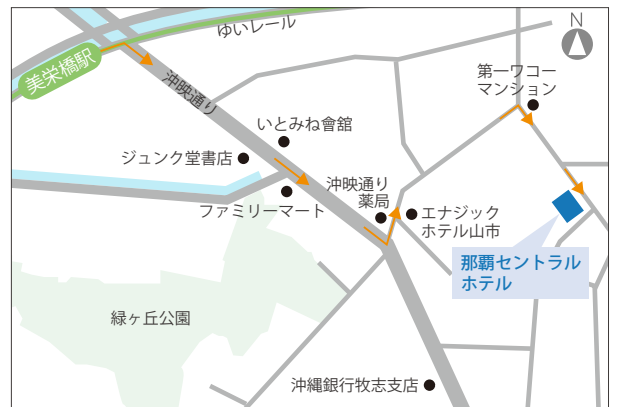 ゆいレール
N
美栄橋駅
沖映通り
第一ワコー
マンション
いとみね會舘
ジュンク堂書店
沖映通り
薬局
ファミリーマート
エナジック
ホテル山市
那覇セントラル
ホテル
緑ヶ丘公園
沖縄銀行牧志支店